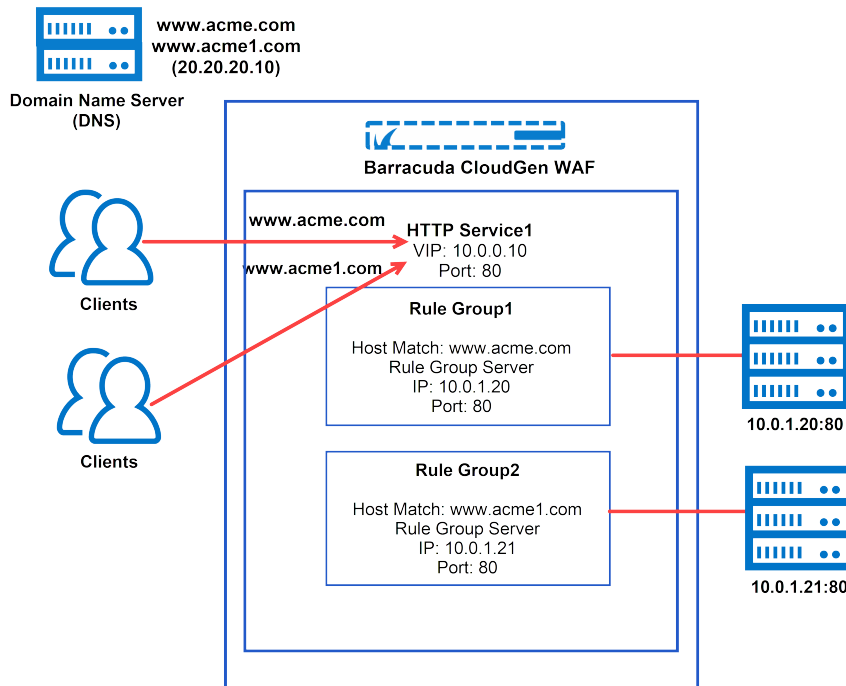 www.acme.com
www.acme1.com
(20.20.20.10)
Domain Name Server
(DNS)
Barracuda CloudGen WAF
www.acme.com
HTTP Service1
VIP: 10.0.0.10
Port: 80
www.acme1.com
Clients
Rule Group1
Host Match: www.acme.com
Rule Group Server
IP: 10.0.1.20
Port: 80
10.0.1.20:80
Clients
Rule Group2
Host Match: www.acme1.com
Rule Group Server
IP: 10.0.1.21
Port: 80
10.0.1.21:80